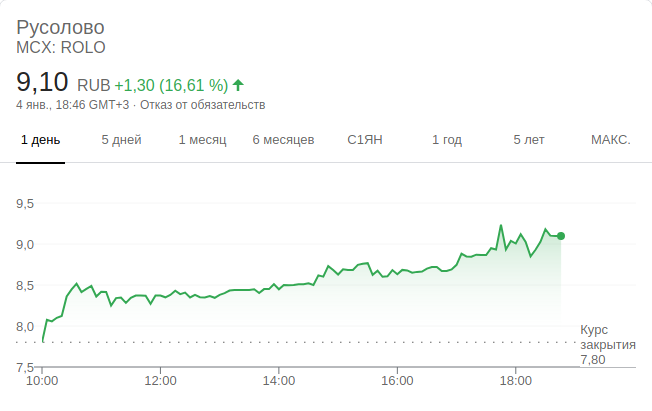 Русолово
MCX: ROLO
9,10 RUB +1,30 (16,61 %)
4 янв., 18:46 GMT+3 · Отказ от обязательств
1 день 5 дней 1 месяц 6 месяцев С1ЯН 1 год 5 лет МАКС.
9,5
9,0
8,5
8,0
7,5
Курс
закрытия
7,80
10:00 12:00 14:00 16:00 18:00